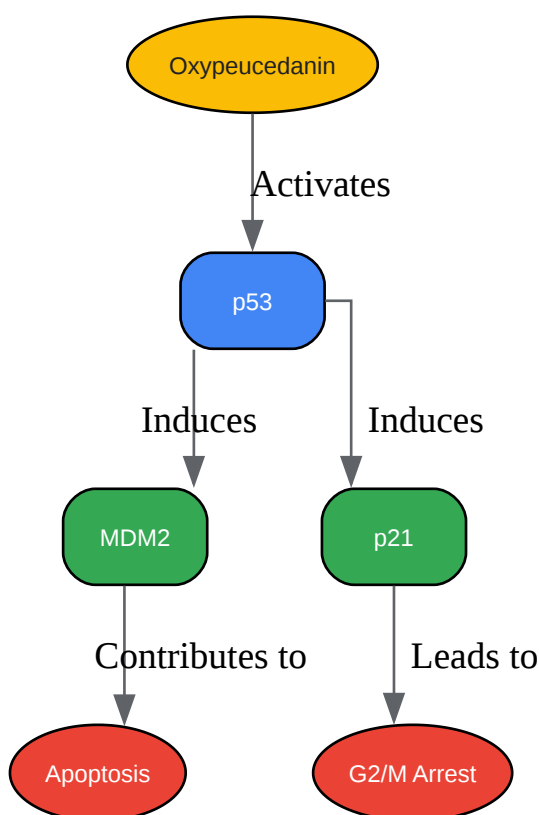 Oxypeucedanin
Activates
p53
Induces
Induces
MDM2
p21
Contributes to
Leads to
Apoptosis
G2/M Arrest